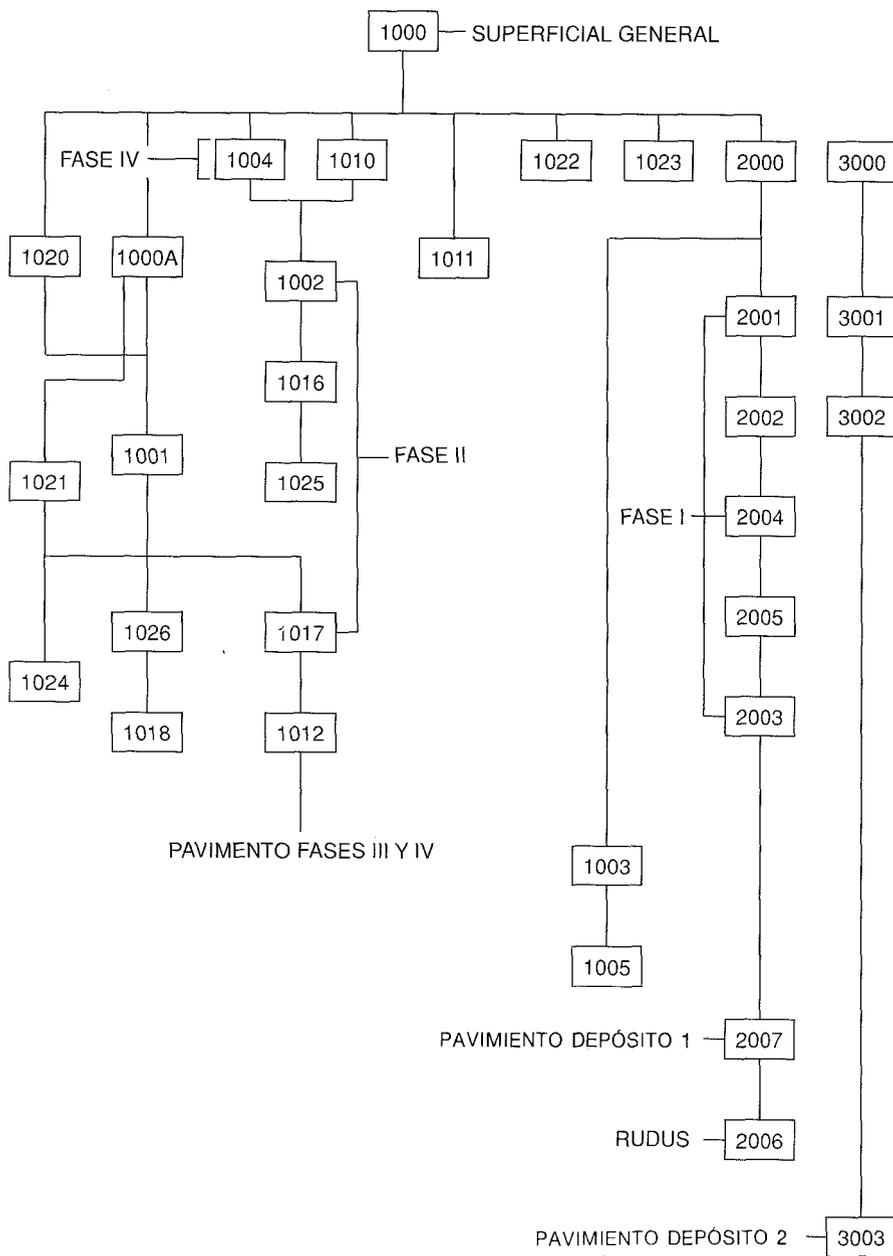 1000 SUPERFICIAL GENERAL
FASE IV 1004 1010 1022 1023 2000 3000
1020 1000A 1011
1002
2001 3001
1016
2002 3002
1001 FASE II
1021 1025
FASE I 2004
2005
1026 1017
1024
2003
1018 1012
PAVIMENTO FASES III Y IV
1003
1005
PAVIMIENTO DEPÓSITO 1 2007
RUDUS 2006
PAVIMIENTO DEPÓSITO 2 3003